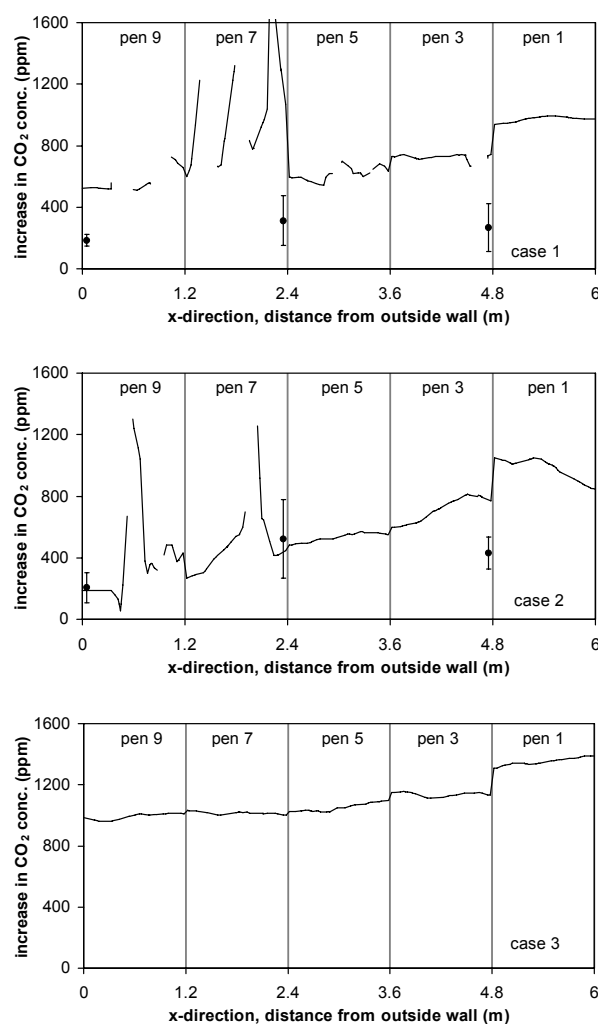 1600
pen 9 pen 7 pen 5 pen 3 pen 1
1200
800
400
0
increase in CO2 conc. (ppm)
case 1
0 1.2 2.4 3.6 4.8 6
x-direction, distance from outside wall (m)
1600
pen 9 pen 7 pen 5 pen 3 pen 1
1200
800
400
0
increase in CO2 conc. (ppm)
case 2
0 1.2 2.4 3.6 4.8 6
x-direction, distance from outside wall (m)
1600
pen 9 pen 7 pen 5 pen 3 pen 1
1200
800
400
0
increase in CO2 conc. (ppm)
case 3
0 1.2 2.4 3.6 4.8 6
x-direction, distance from outside wall (m)